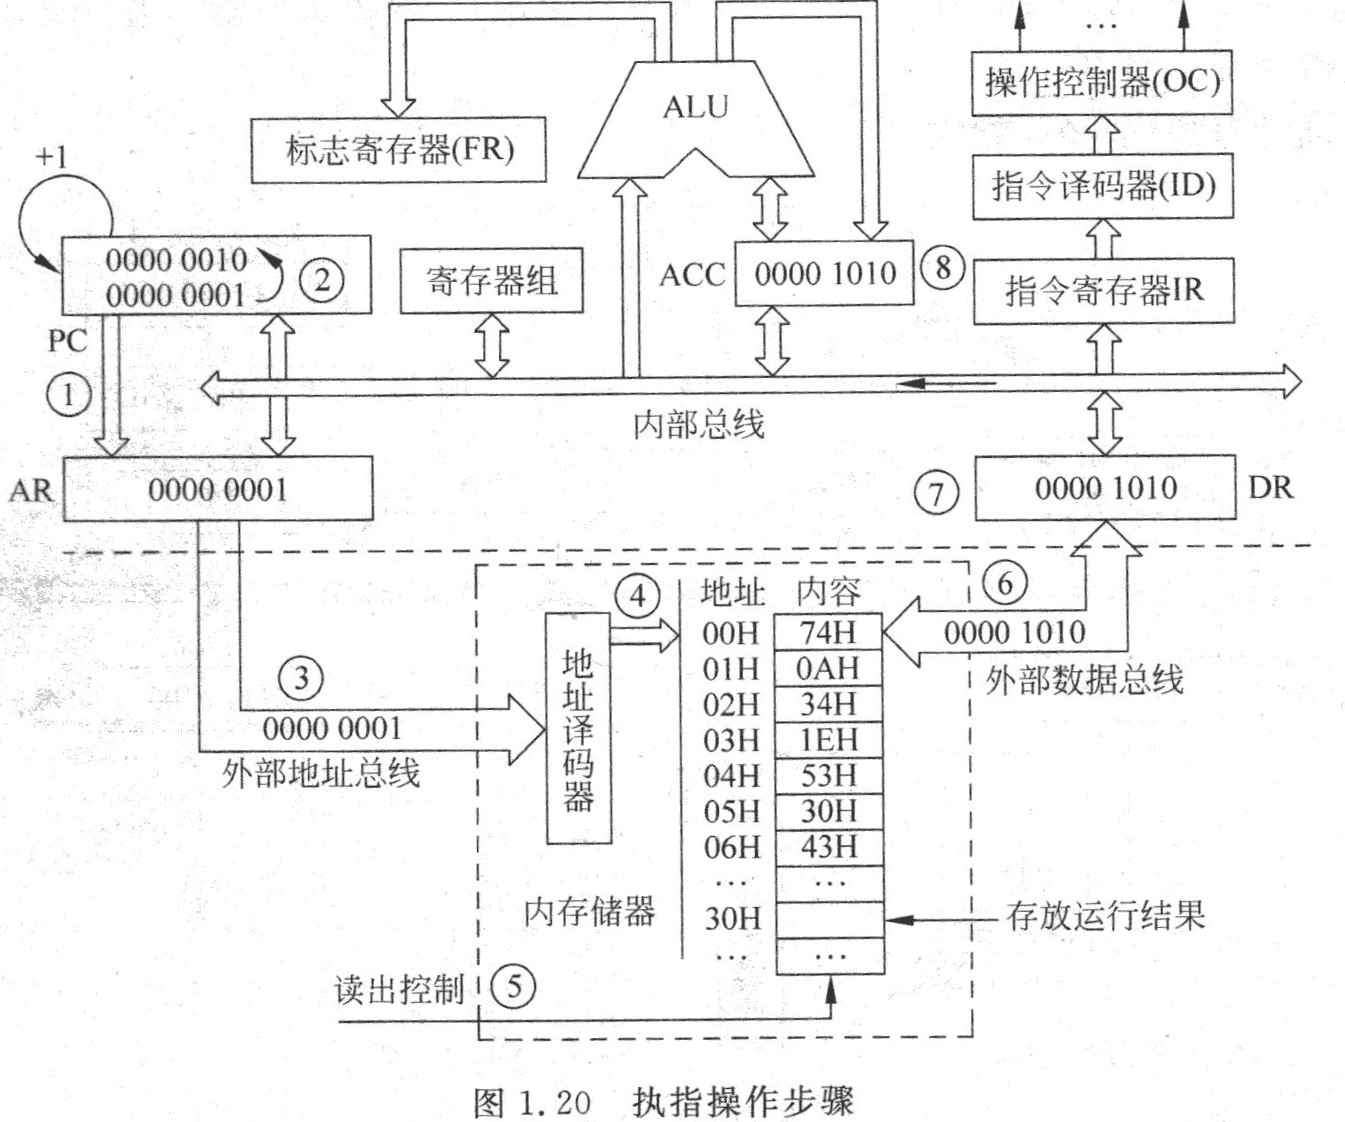 …
操作控制器(OC)
ALU
标志寄存器(FR)
指令译码器(ID)
+1
0000 0010
0000 0001
②
寄存器组
ACC
0000 1010
⑧
指令寄存器IR
PC
①
内部总线
AR
0000 0001
⑦
0000 1010
DR
④
地址 内容
⑥
00H 74H
0000 1010
01H 0AH
外部数据总线
02H 34H
03H 1EH
04H 53H
05H 30H
06H 43H
… …
30H
… …
地址译码器
③
0000 0001
外部地址总线
内存储器
存放运行结果
读出控制
⑤
图 1.20 执指操作步骤